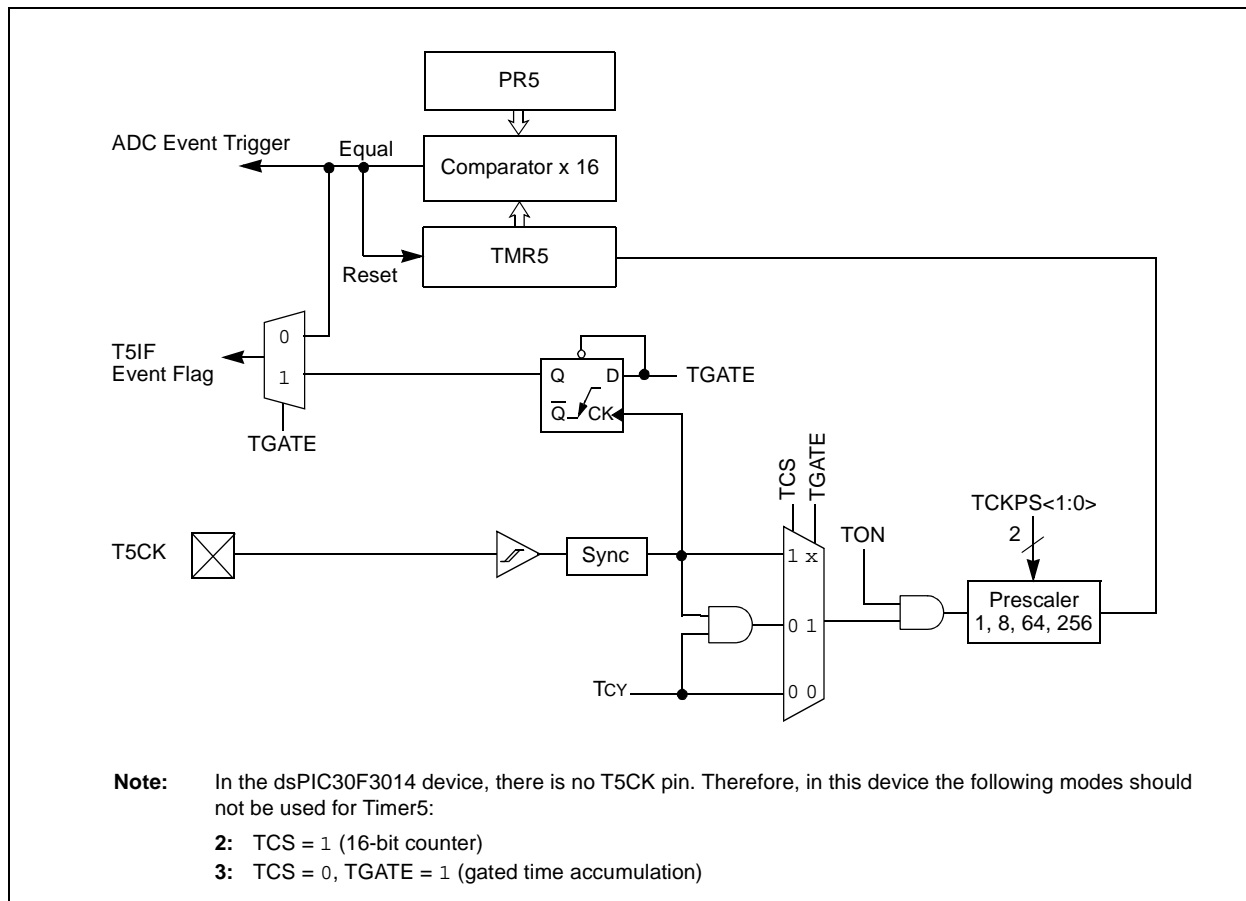 PR5
ADC Event Trigger
Equal
Comparator x 16
TMR5
Reset
0
T5IF
Event Flag
1
Q D
TGATE
Q̅ CK
TGATE
TCS
TGATE
TCKPS<1:0>
2
TON
T5CK
Sync
1 x
Prescaler
1, 8, 64, 256
0 1
TCY
0 0
Note: In the dsPIC30F3014 device, there is no T5CK pin. Therefore, in this device the following modes should
not be used for Timer5:
2: TCS = 1 (16-bit counter)
3: TCS = 0, TGATE = 1 (gated time accumulation)